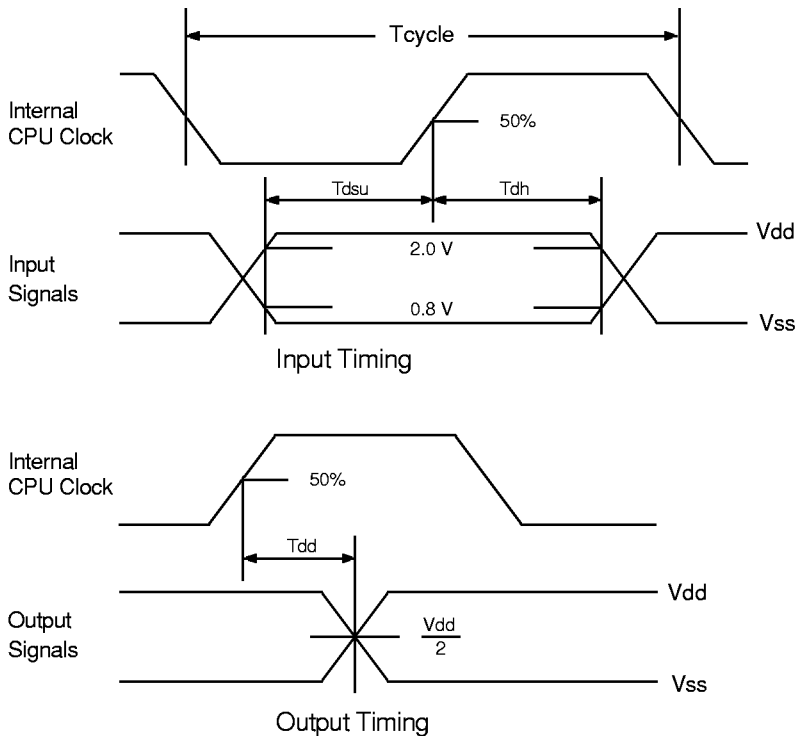 Tcycle
Internal
CPU Clock
50%
Tdsu
Tdh
Vdd
Input
Signals
2.0 V
0.8 V
Vss
Input Timing
Internal
CPU Clock
50%
Tdd
Vdd
Output
Signals
Vdd
2
Vss
Output Timing